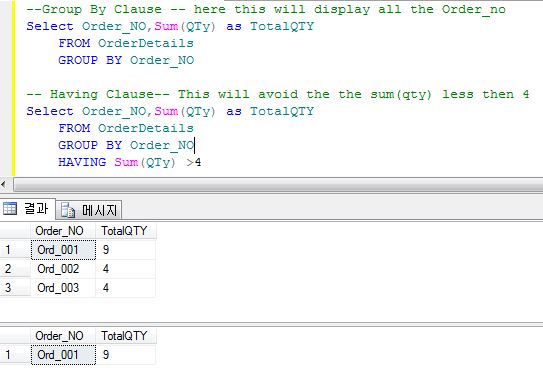 --Group By Clause -- here this will display all the Order_no
Select Order_NO,Sum(QTy) as TotalQTY
FROM OrderDetails
GROUP BY Order_NO
-- Having Clause-- This will avoid the the sum(qty) less then 4
Select Order_NO,Sum(QTy) as TotalQTY
FROM OrderDetails
GROUP BY Order_NO
HAVING Sum(QTy) >4
결과 메시지
Order_NO TotalQTY
1 Ord_001 9
2 Ord_002 4
3 Ord_003 4
Order_NO TotalQTY
1 Ord_001 9